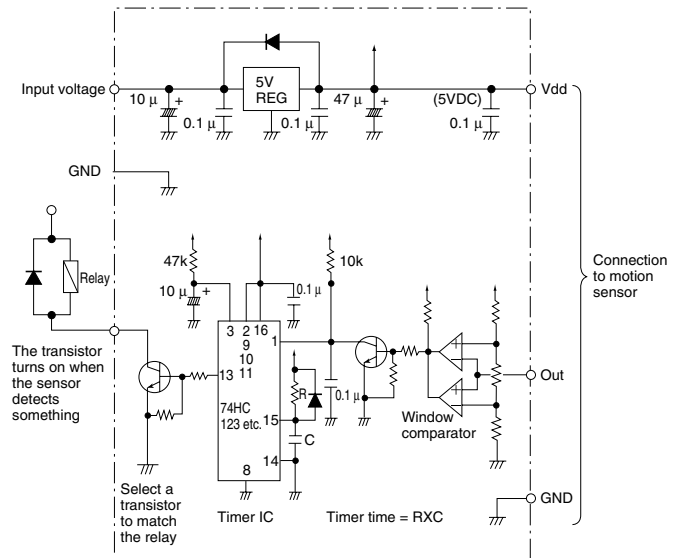 Input voltage
10 μ
+
0.1 μ
5V
REG
0.1 μ
47 μ
+
(5VDC)
0.1 μ
Vdd
GND
Relay
The transistor
turns on when
the sensor
detects
something
47k
10 μ
+
0.1 μ
10k
3 2 16
9
10
11
1
13
74HC
123 etc.
15
14
8
R
C
0.1 μ
+
−
+
−
Window
comparator
Out
Connection
to motion
sensor
GND
Select a
transistor
to match
the relay
Timer IC
Timer time = RXC